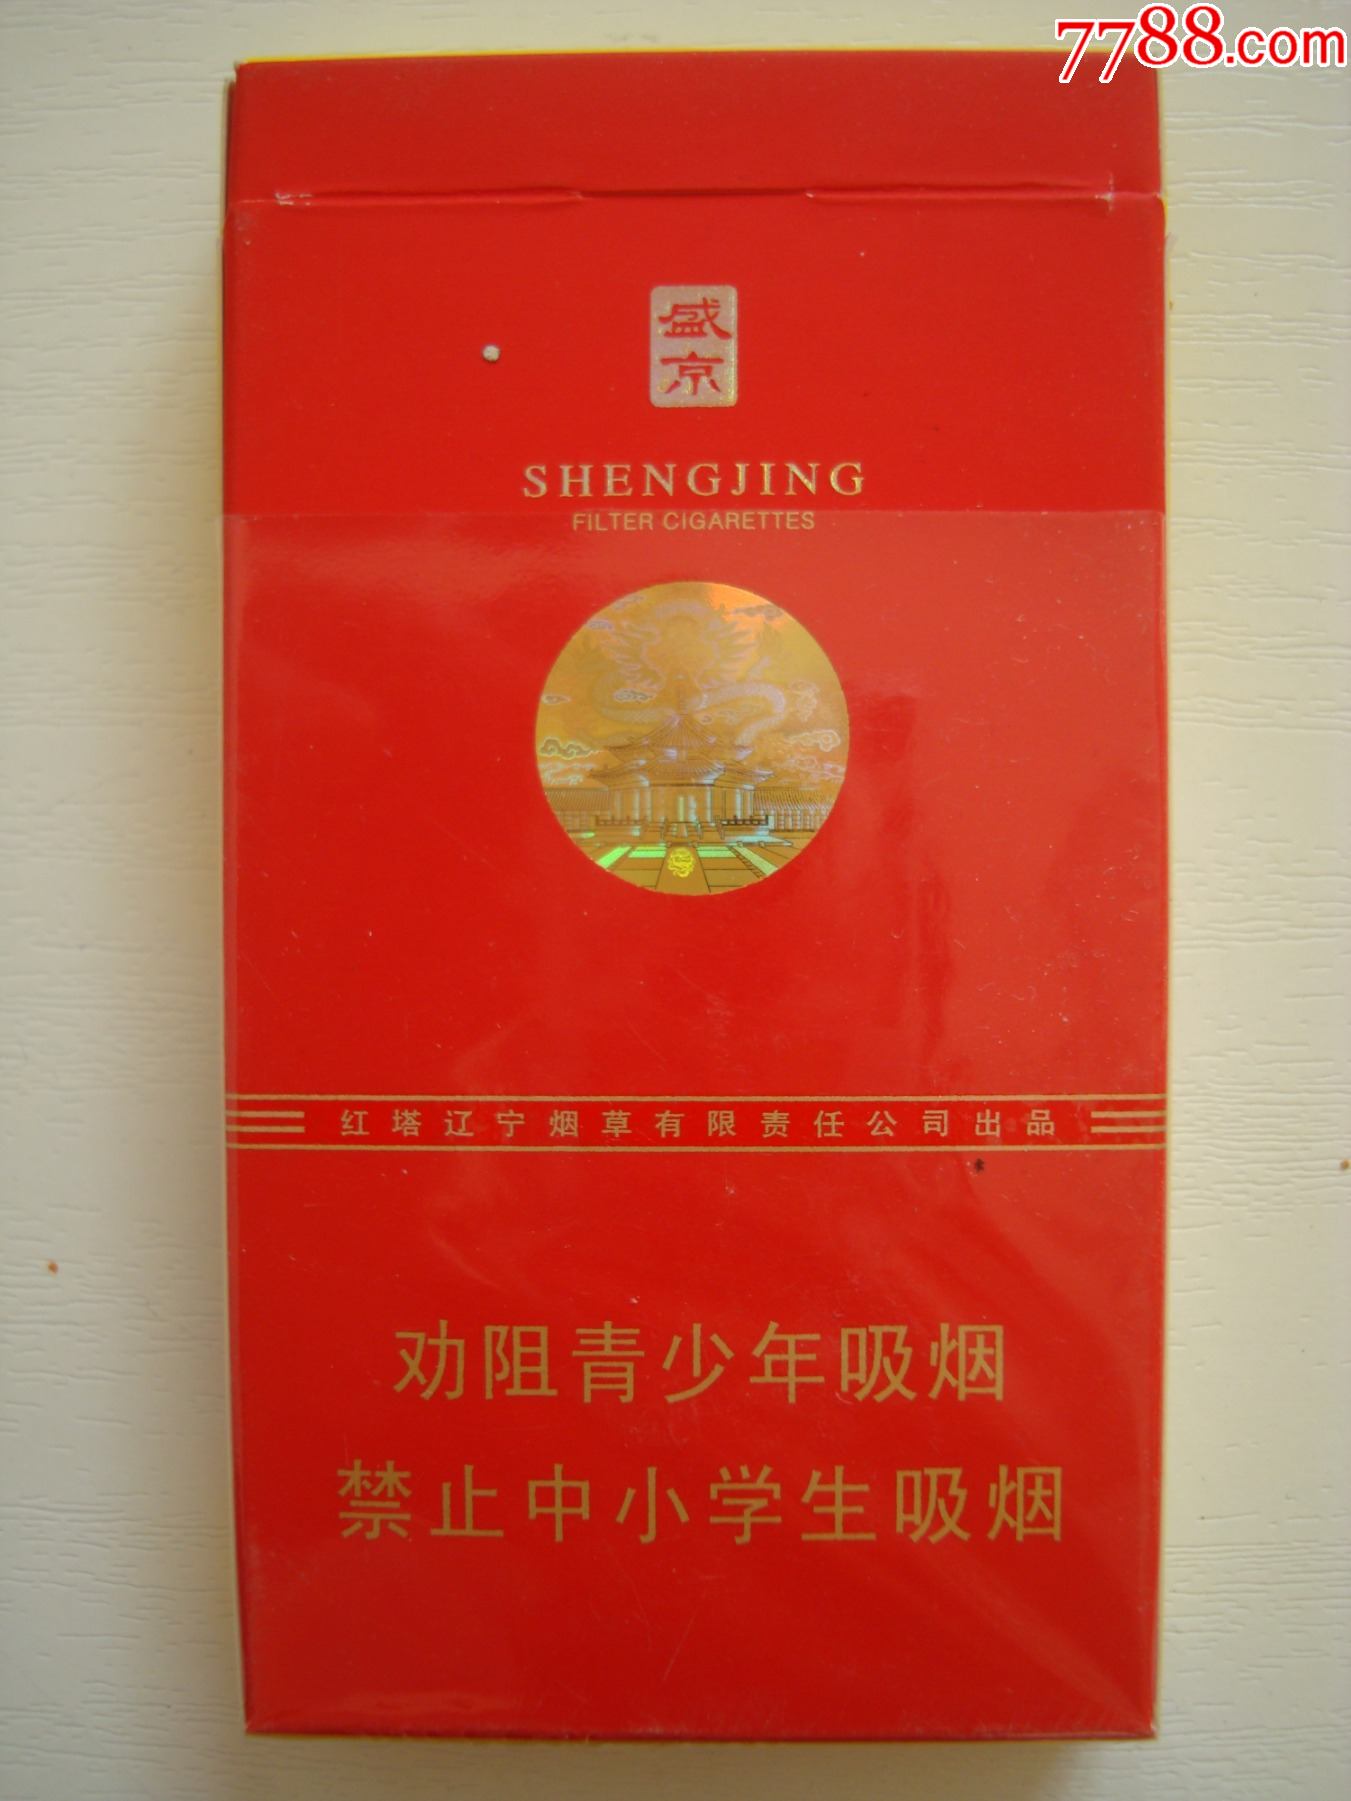 7788.com
盛
京
SHENGJING
FILTER CIGARETTES
红塔辽宁烟草有限责任公司出品
劝阻青少年吸烟
禁止中小学生吸烟